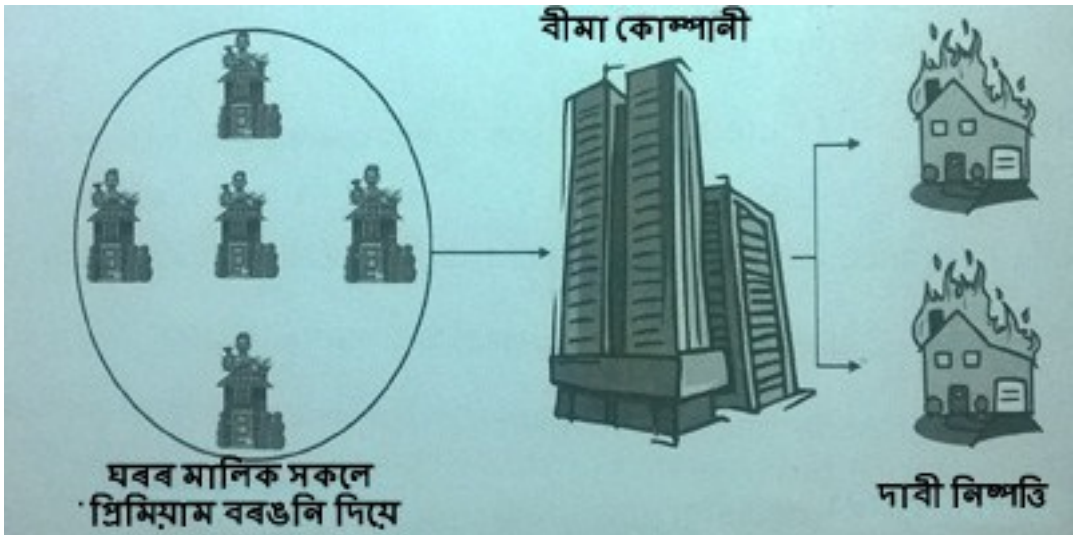 বীমা কোম্পানী
ঘৰৰ মালিক সকলে
প্ৰিমিয়াম বৰঙনি দিয়ে
দাবী নিষ্পত্তি